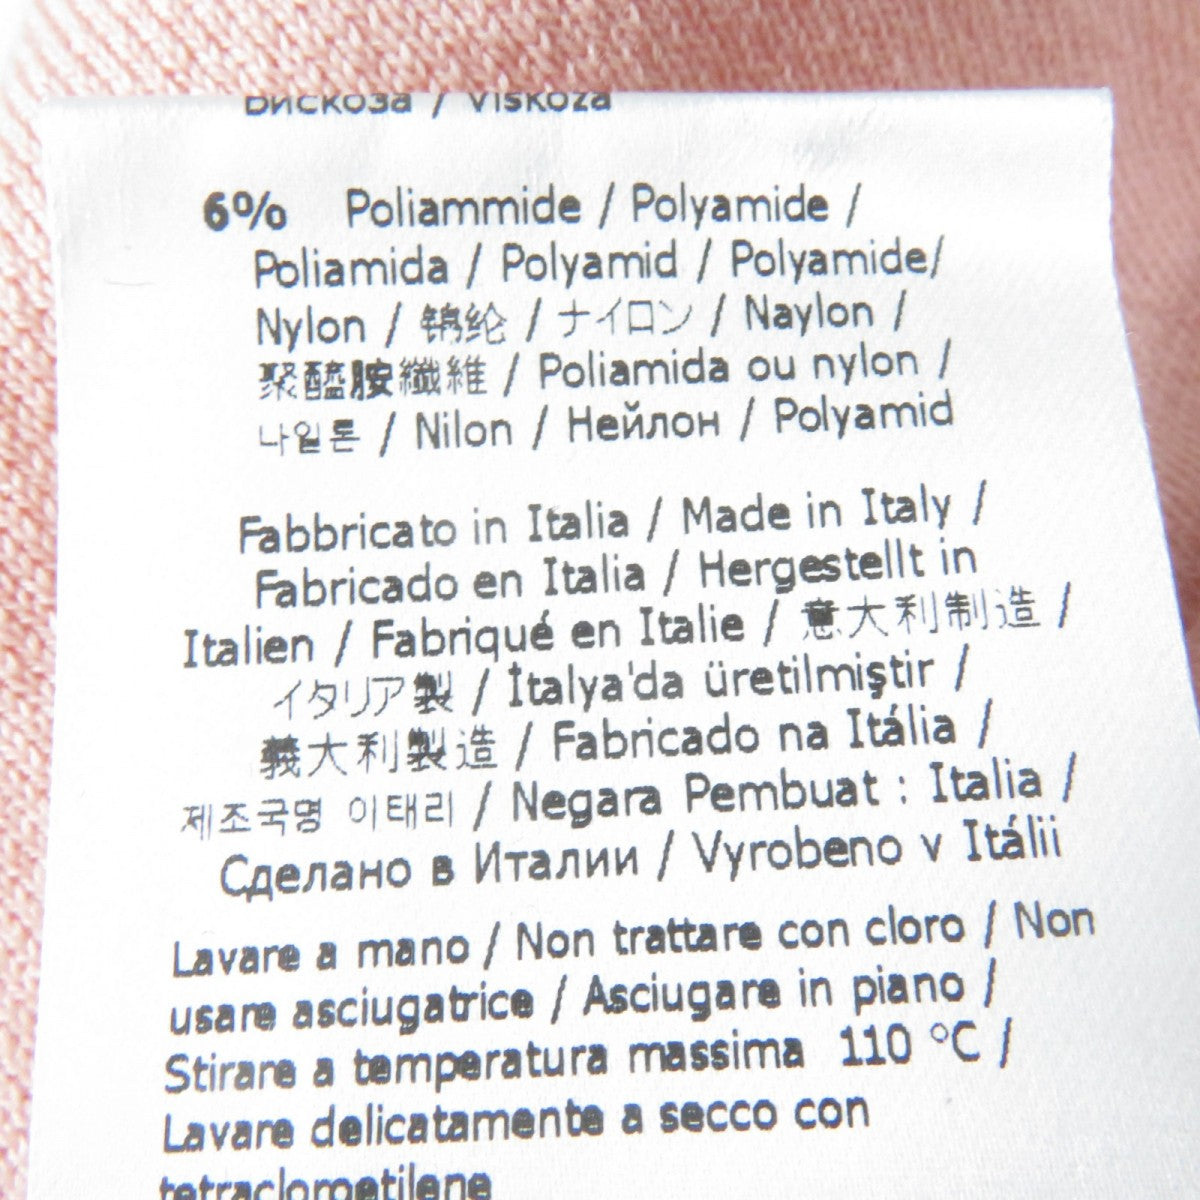 Вискоза / Viskoza
6% Poliammide / Polyamide /
Poliamida / Polyamid / Polyamide/
Nylon / 锦纶 / ナイロン / Naylon /
聚醯胺纖維 / Poliamida ou nylon /
나일론 / Nilon / Нейлон / Polyamid
Fabbricato in Italia / Made in Italy /
Fabricado en Italia / Hergestellt in
Italien / Fabriqué en Italie / 意大利制造 /
イタリア製 / İtalya'da üretilmiştir /
義大利製造 / Fabricado na Itália /
제조국명 이태리 / Negara Pembuat : Italia /
Сделано в Италии / Vyrobeno v Itálii
Lavare a mano / Non trattare con cloro / Non
usare asciugatrice / Asciugare in piano /
Stirare a temperatura massima 110 °C /
Lavare delicatamente a secco con
tetracloroetilene